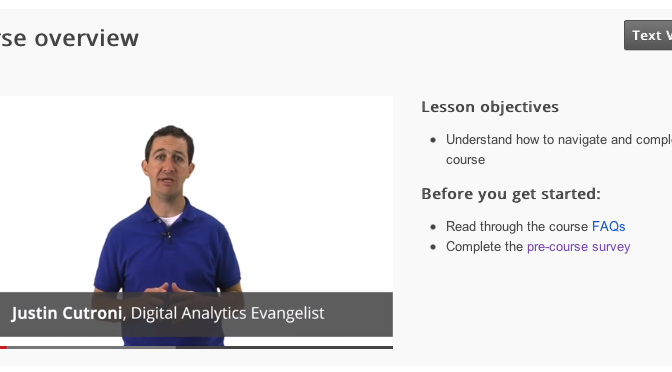 rse overview
Text V
Lesson objectives
Understand how to navigate and comple
course
Before you get started:
Read through the course FAQs
Complete the pre-course survey
Justin Cutroni, Digital Analytics Evangelist